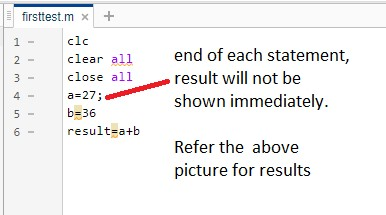 firsttest.m × +
1 – clc
2 – clear all
3 – close all
4 – a=27;
5 – b=36
6 – result=a+b
end of each statement,
result will not be
shown immediately.
Refer the above
picture for results